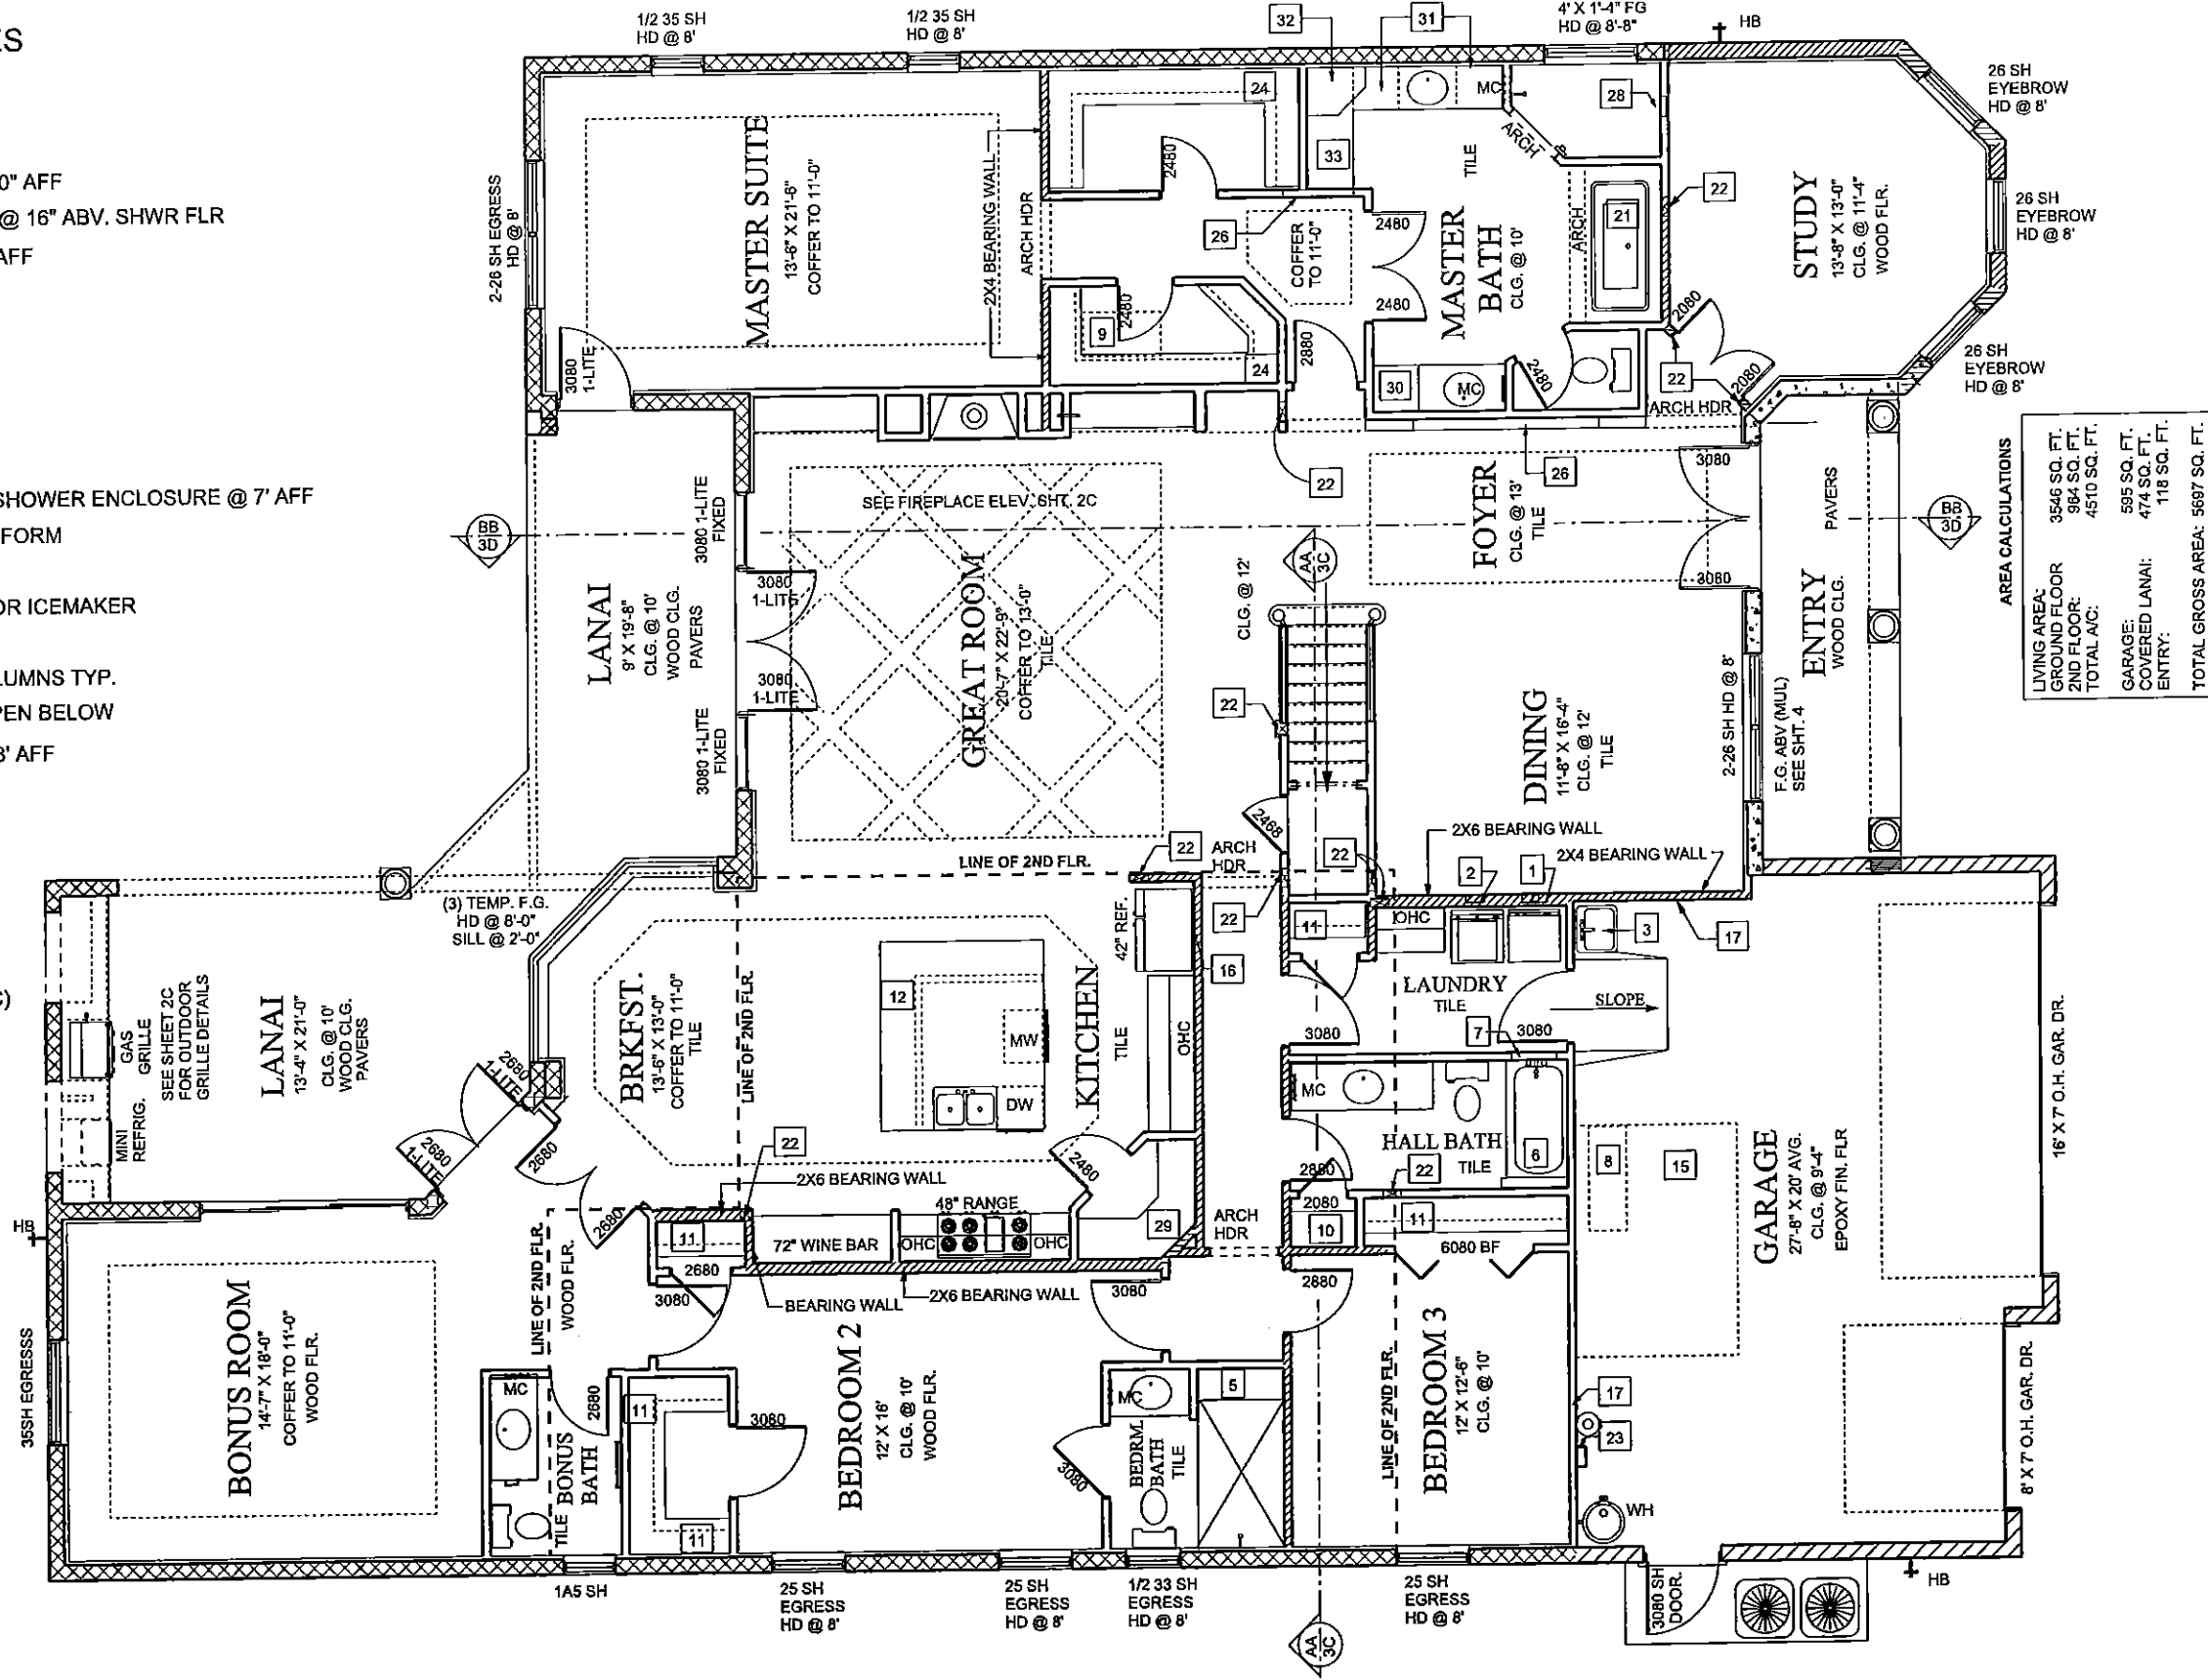 ES
0" AFF
@ 16" ABV. SHWR FLR
AFF
SHOWER ENCLOSURE @ 7' AFF
FORM
OR ICEMAKER
LUMNS TYP.
PEN BELOW
8' AFF
C)
1/2 35 SH
HD @ 8'
1/2 35 SH
HD @ 8'
32
31
4' X 1'-4" FG
HD @ 8'-8"
HB
26 SH
EYEBROW
HD @ 8'
26 SH
EYEBROW
HD @ 8'
26 SH
EYEBROW
HD @ 8'
2-26 SH EGRESS
HD @ 8'
MASTER SUITE
13'-6" X 21'-6"
COFFER TO 11'-0"
3080
1-LITE
2X4 BEARING WALL
ARCH HDR
24
2480
26
COFFER
TO 11'-0"
9
2480
24
2880
33
MC
ARCH
28
TILE
2480
2480
MASTER
BATH
CLG. @ 10'
ARCH
21
22
30
MC
2480
STUDY
13'-8" X 13'-0"
CLG. @ 11'-4"
WOOD FLR.
2080
2080
22
ARCH HDR
22
26
BB
3D
LANAI
9' X 19'-8"
CLG. @ 10'
WOOD CLG.
PAVERS
3080 1-LITE
FIXED
3080
1-LITE
3080
1-LITE
3080 1-LITE
FIXED
SEE FIREPLACE ELEV. SHT. 2C
GREAT ROOM
20'-7" X 22'-9"
COFFER TO 13'-0"
TILE
CLG. @ 12'
AA
3C
22
2468
FOYER
CLG. @ 13'
TILE
3080
3080
PAVERS
ENTRY
WOOD CLG.
BB
3D
DINING
11'-8" X 16'-4"
CLG. @ 12'
TILE
2-26 SH HD @ 8'
F.G. ABV (MUL)
SEE SHT. 4
AREA CALCULATIONS
LIVING AREA:
GROUND FLOOR 3546 SQ. FT.
2ND FLOOR: 964 SQ. FT.
TOTAL A/C: 4510 SQ. FT.
GARAGE: 595 SQ. FT.
COVERED LANAI: 474 SQ. FT.
ENTRY: 118 SQ. FT.
TOTAL GROSS AREA: 5697 SQ. FT.
LINE OF 2ND FLR.
22
ARCH
HDR
22
22
2X6 BEARING WALL
2X4 BEARING WALL
2
1
3
17
(3) TEMP. F.G.
HD @ 8'-0"
SILL @ 2'-0"
GAS
GRILLE
SEE SHEET 2C
FOR OUTDOOR
GRILLE DETAILS
MINI
REFRIG.
LANAI
13'-4" X 21'-0"
CLG. @ 10'
WOOD CLG.
PAVERS
2680
1-LITE
2680
1-LITE
2680
2680
BRKFST.
13'-6" X 13'-0"
COFFER TO 11'-0"
TILE
LINE OF 2ND FLR.
12
MW
DW
KITCHEN
TILE
42" REF.
OHC
16
2480
29
11
OHC
LAUNDRY
TILE
3080
SLOPE
3080
7
MC
HALL BATH
TILE
6
2880
22
2080
10
11
6080 BF
ARCH
HDR
8
15
GARAGE
27'-8" X 20' AVG.
CLG. @ 9'-4"
EPOXY FIN. FLR
16' X 7' O.H. GAR. DR.
8' X 7' O.H. GAR. DR.
22
2X6 BEARING WALL
48" RANGE
72" WINE BAR
OHC
OHC
11
2680
3080
BEARING WALL
2X6 BEARING WALL
3080
2880
HB
35SH EGRESSS
BONUS ROOM
14'-7" X 18'-0"
COFFER TO 11'-0"
WOOD FLR.
LINE OF 2ND FLR.
WOOD FLR.
MC
2680
TILE
BONUS
BATH
11
11
3080
BEDROOM 2
12' X 16'
CLG. @ 10'
WOOD FLR.
3080
MC
BEDRM.
BATH
TILE
5
LINE OF 2ND FLR.
BEDROOM 3
12' X 12'-6"
CLG. @ 10'
17
23
WH
3080 SH
DOOR.
HB
1A5 SH
25 SH
EGRESS
HD @ 8'
25 SH
EGRESS
HD @ 8'
1/2 33 SH
EGRESS
HD @ 8'
AA
3C
25 SH
EGRESS
HD @ 8'